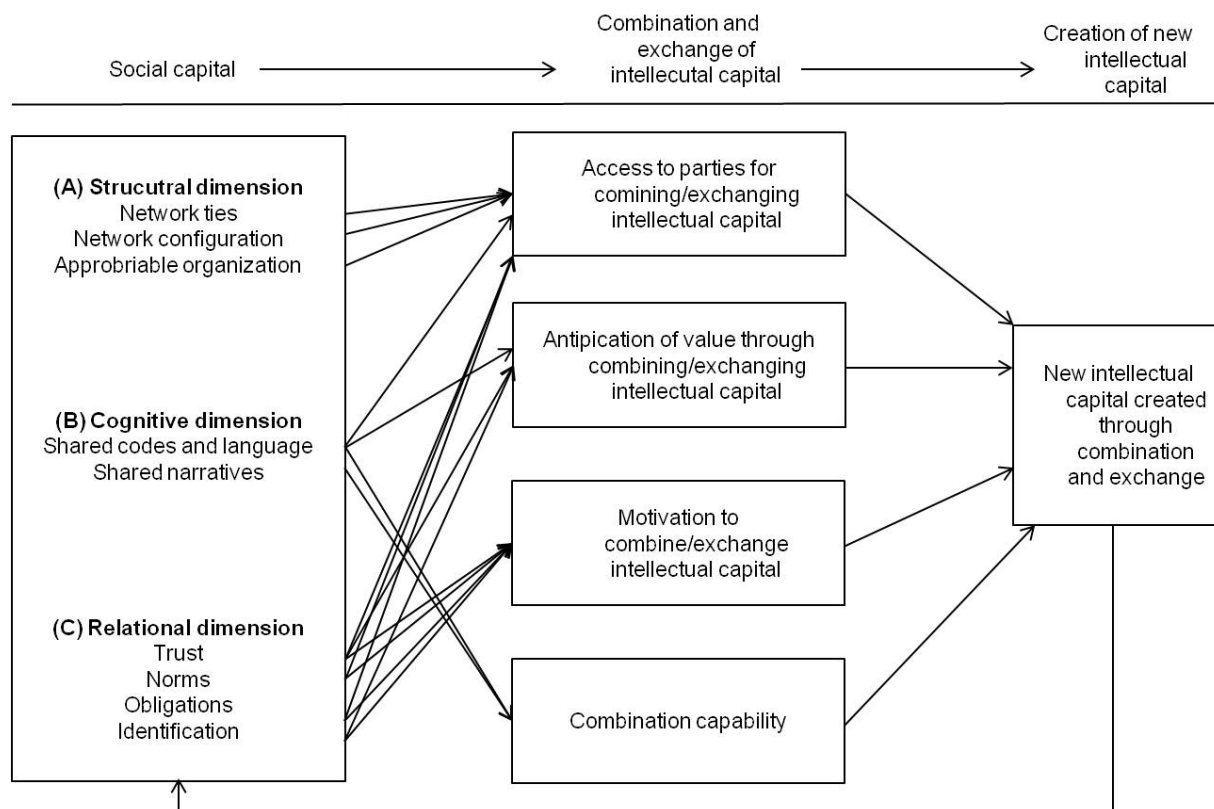 Social capital
Combination and
exchange of
intellecutal capital
Creation of new
intellectual
capital
(A) Strucutral dimension
Network ties
Network configuration
Approbriable organization
(B) Cognitive dimension
Shared codes and language
Shared narratives
(C) Relational dimension
Trust
Norms
Obligations
Identification
Access to parties for
comining/exchanging
intellectual capital
Antipication of value through
combining/exchanging
intellectual capital
Motivation to
combine/exchange
intellectual capital
Combination capability
New intellectual
capital created
through
combination
and exchange